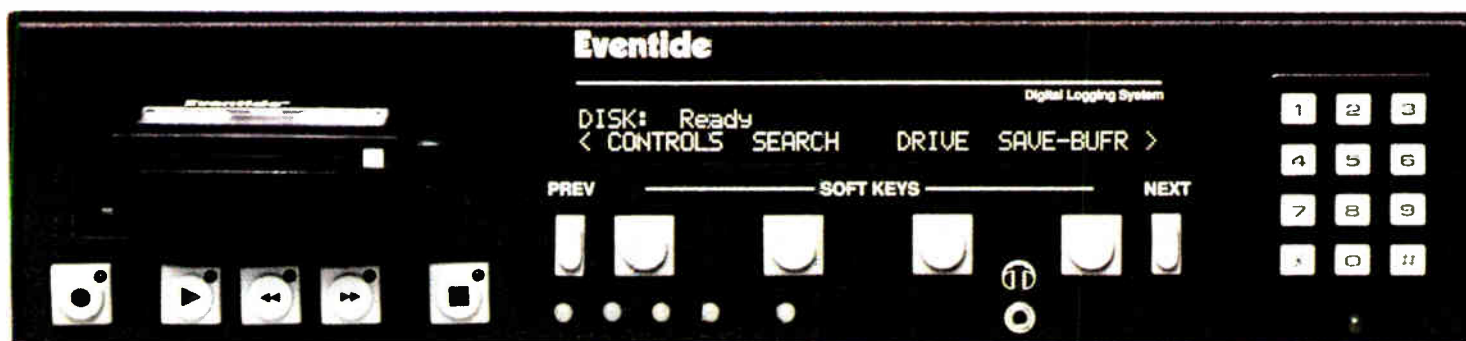 Eventide
Eventide
Digital Logging System
DISK: Ready
< CONTROLS SEARCH DRIVE SAVE-BUFR >
PREV SOFT KEYS NEXT
1 2 3
4 5 6
7 8 9
* 0 #